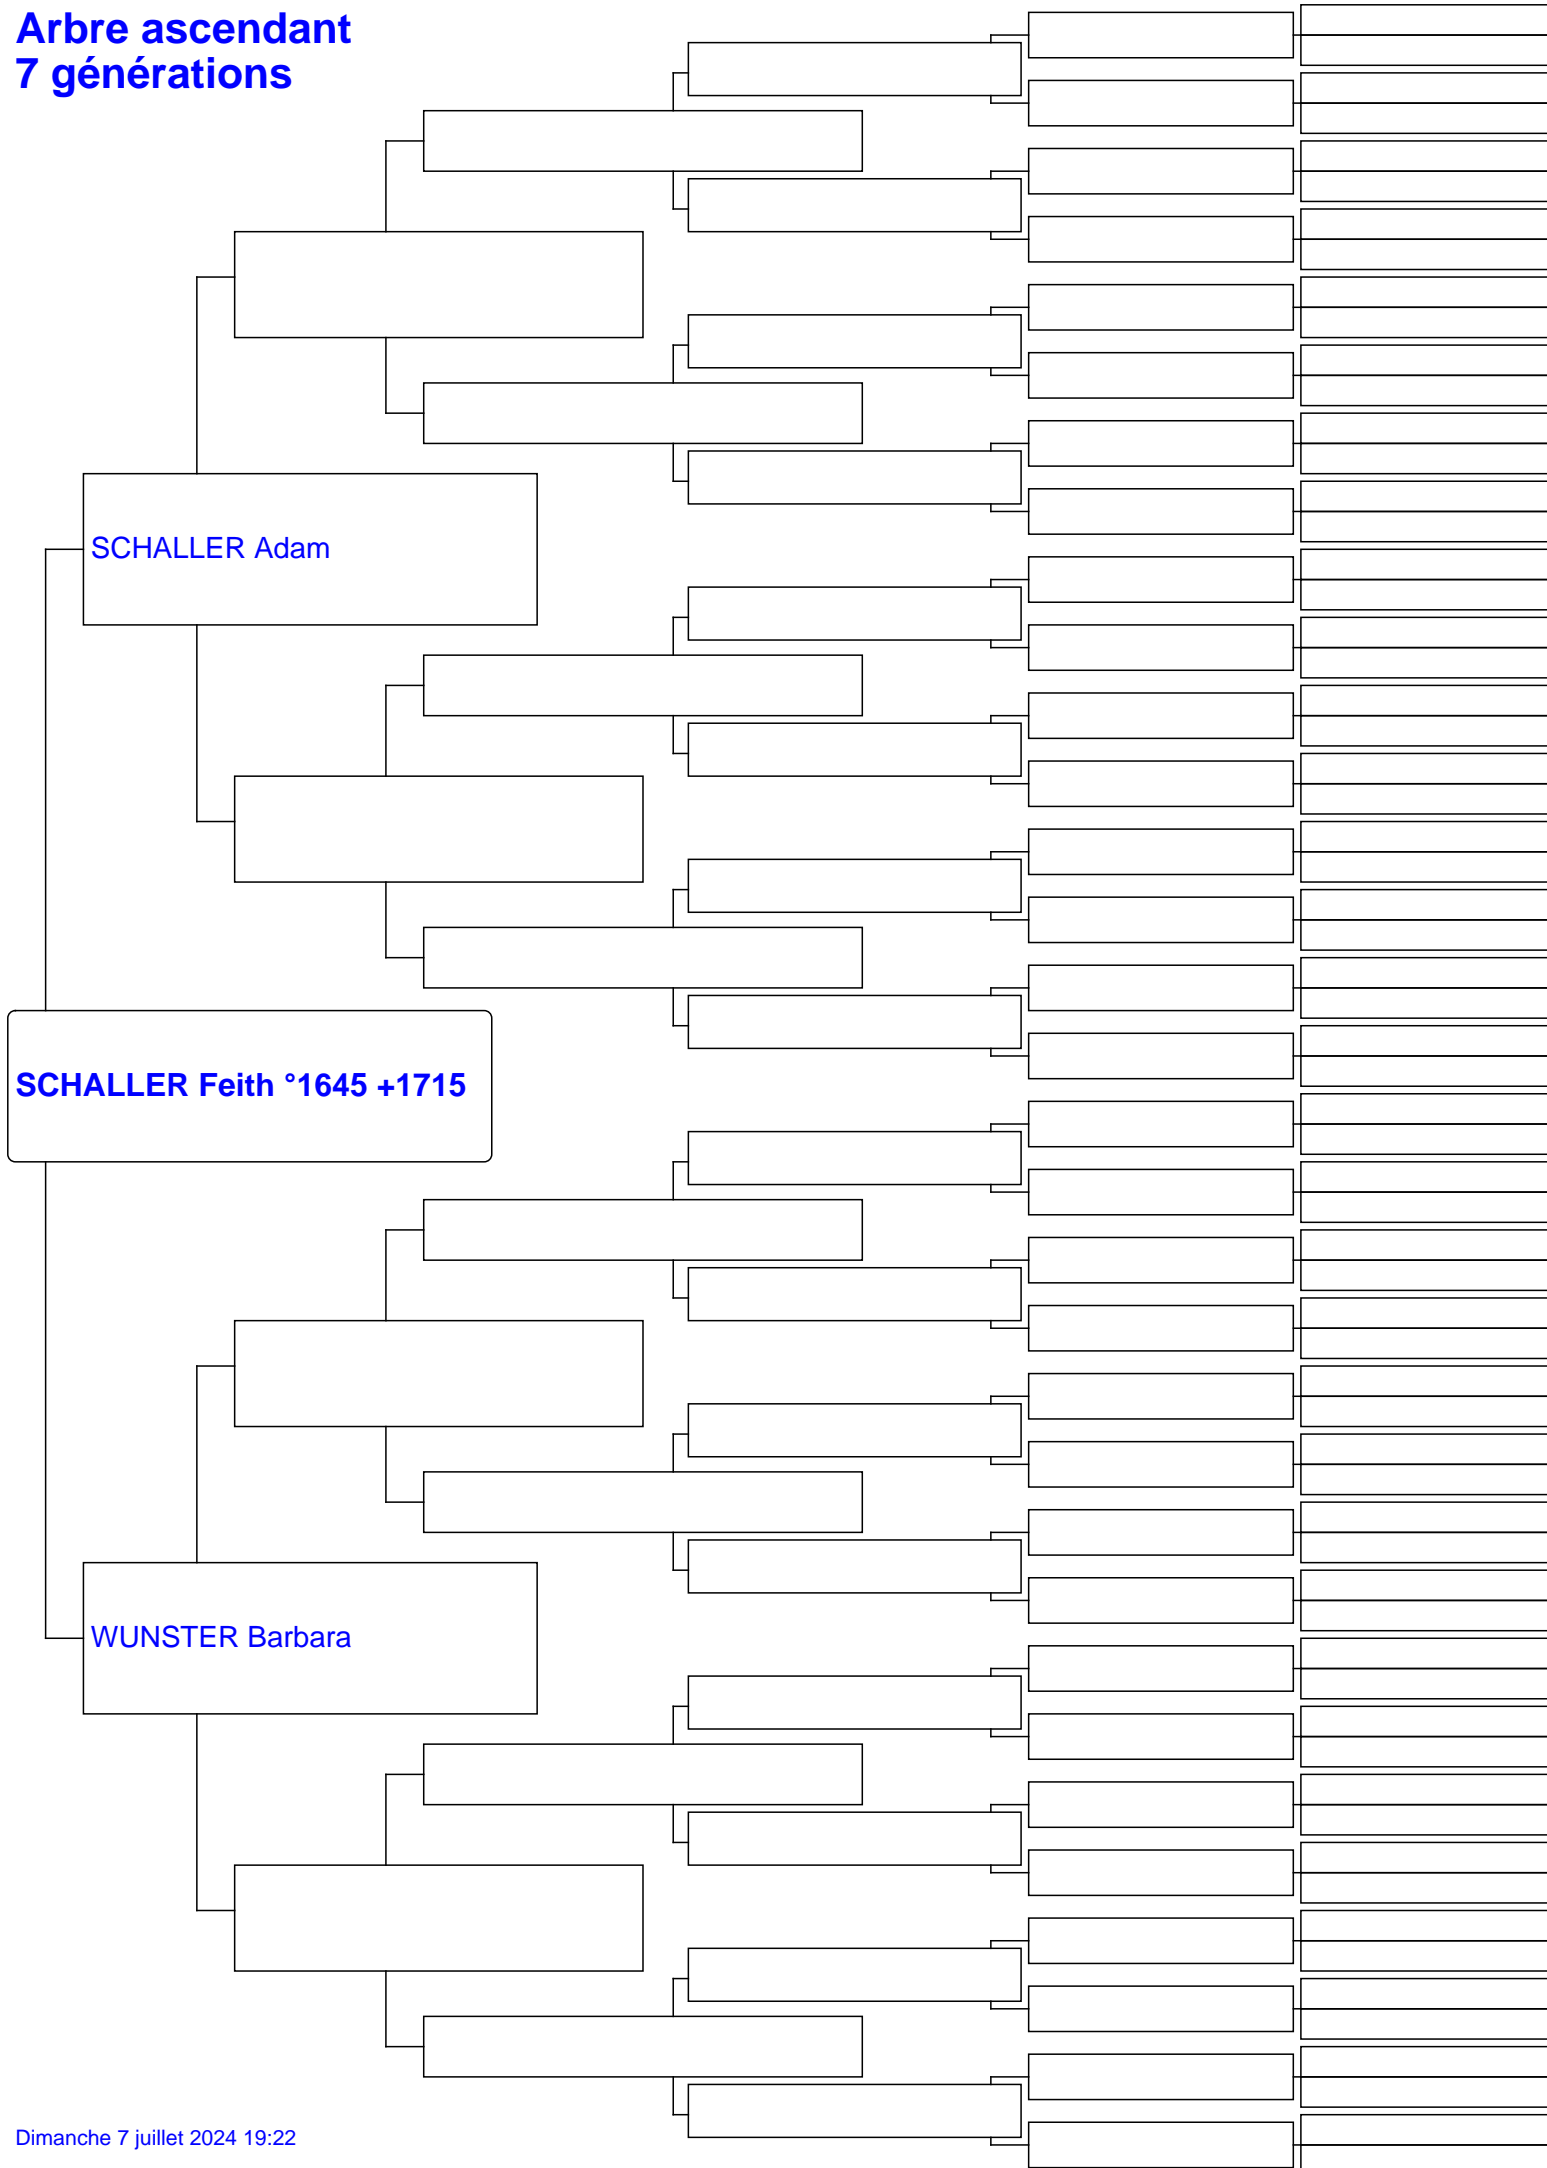 Arbre ascendant
7 générations
SCHALLER Adam
SCHALLER Feith °1645 +1715
WUNSTER Barbara
Dimanche 7 juillet 2024 19:22